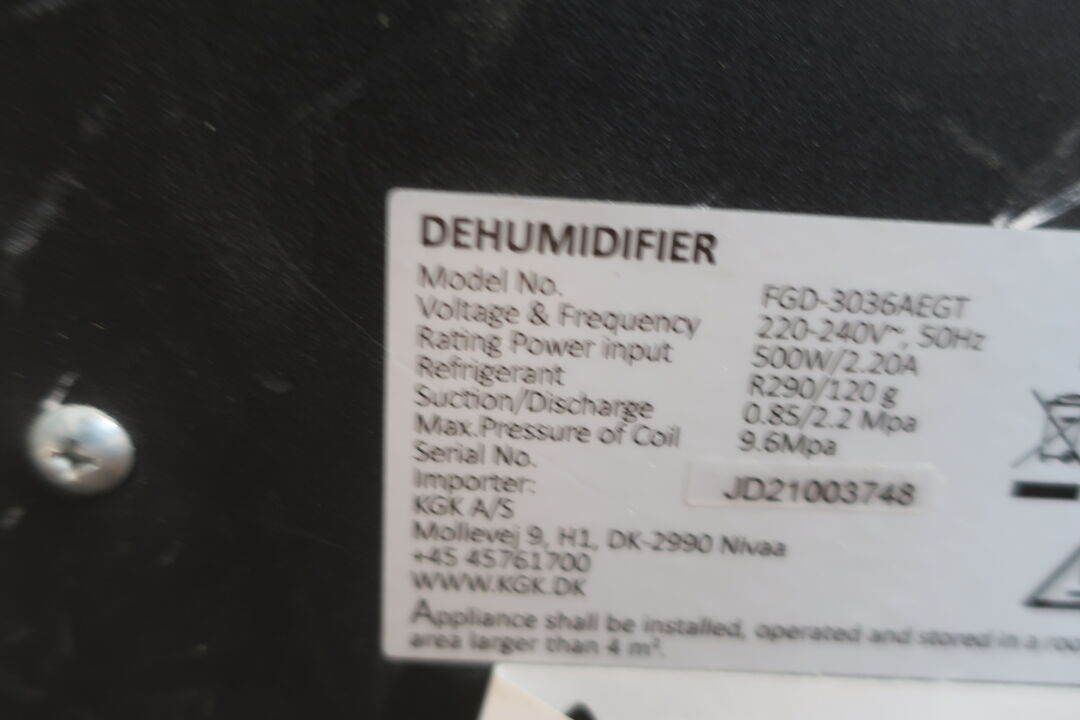 DEHUMIDIFIER
Model No. FGD-3036AEGT
Voltage & Frequency 220-240V~, 50Hz
Rating Power input 500W/2.20A
Refrigerant R290/120 g
Suction/Discharge 0.85/2.2 Mpa
Max.Pressure of Coil 9.6Mpa
Serial No. JD21003748
Importer:
KGK A/S
Mollevej 9, H1, DK-2990 Nivaa
+45 45761700
WWW.KGK.DK
Appliance shall be installed, operated and stored in a
area larger than 4 m².